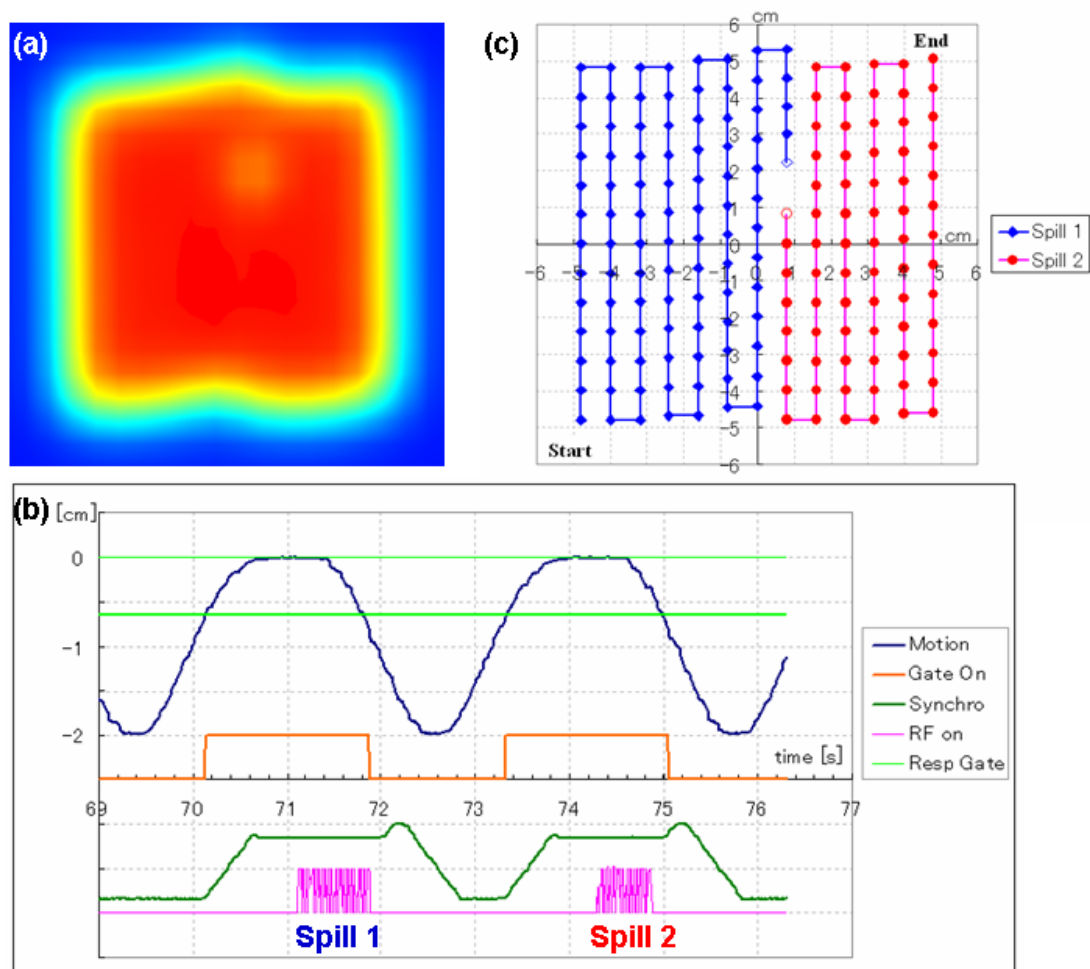 (a)
(c)
cm
End
6
5
4
3
2
1
0
-1
-2
-3
-4
-5
-6
-6 -5 -4 -3 -2 -1 0 1 2 3 4 5 6
cm
Start
Spill 1
Spill 2
(b) [cm]
0
-1
-2
time [s]
69 70 71 72 73 74 75 76 77
Motion
Gate On
Synchro
RF on
Resp Gate
Spill 1 Spill 2